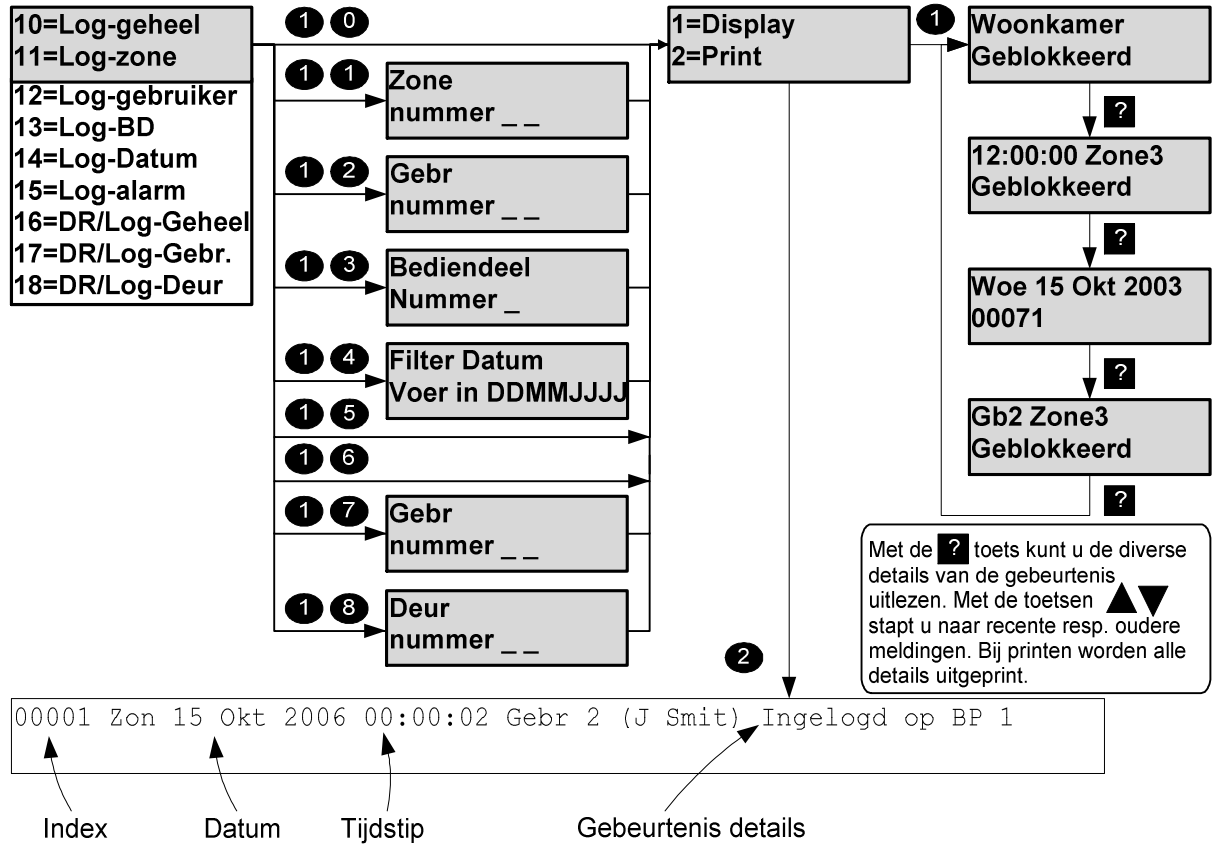 10=Log-geheel
11=Log-zone
12=Log-gebruiker
13=Log-BD
14=Log-Datum
15=Log-alarm
16=DR/Log-Geheel
17=DR/Log-Gebr.
18=DR/Log-Deur
1 0
1 1
Zone
nummer _ _
1 2
Gebr
nummer _ _
1 3
Bediendeel
Nummer _
1 4
Filter Datum
Voer in DDMMJJJJ
1 5
1 6
1 7
Gebr
nummer _ _
1 8
Deur
nummer _ _
1=Display
2=Print
1
Woonkamer
Geblokkeerd
?
12:00:00 Zone3
Geblokkeerd
?
Woe 15 Okt 2003
00071
?
Gb2 Zone3
Geblokkeerd
?
Met de ? toets kunt u de diverse
details van de gebeurtenis
uitlezen. Met de toetsen ▲▼
stapt u naar recente resp. oudere
meldingen. Bij printen worden alle
details uitgeprint.
2
00001 Zon 15 Okt 2006 00:00:02 Gebr 2 (J Smit) Ingelogd op BP 1
Index
Datum
Tijdstip
Gebeurtenis details